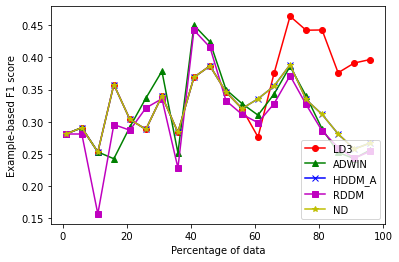 Example-based F1 score
0.45
0.40
0.35
0.30
0.25
0.20
0.15
0
20
40
60
80
100
Percentage of data
LD3
ADWIN
HDDM_A
RDDM
ND